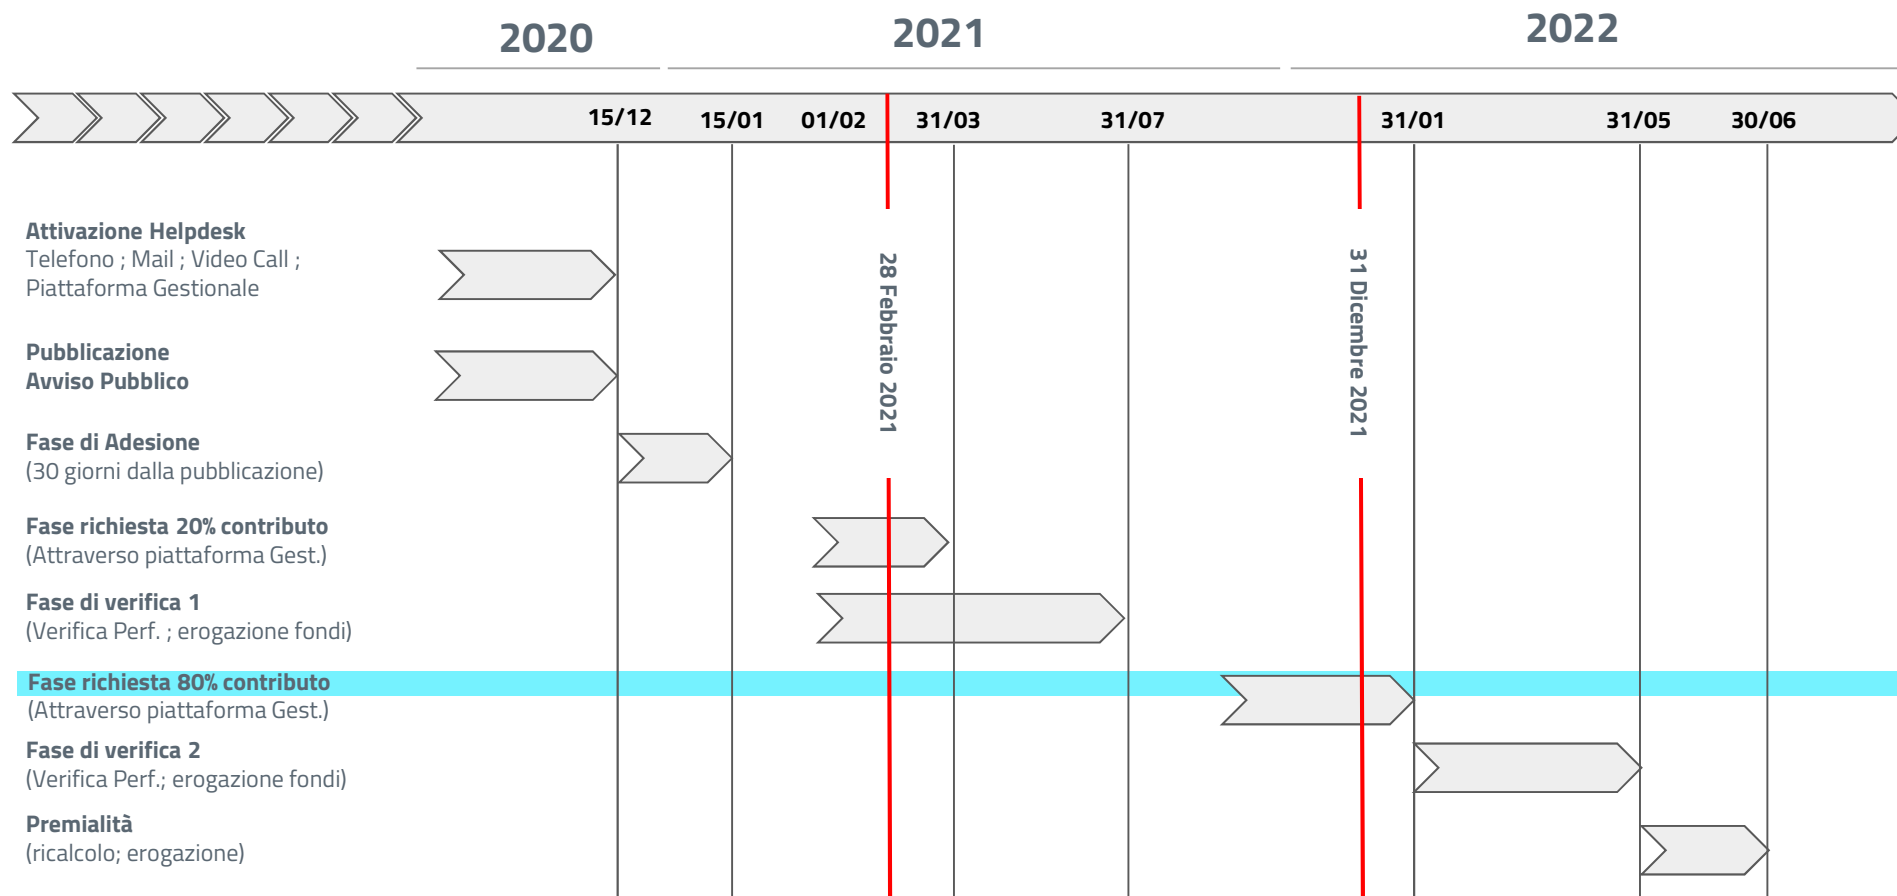 2020
2021
2022
15/12
15/01
01/02
31/03
31/07
31/01
31/05
30/06
28 Febbraio 2021
31 Dicembre 2021
Attivazione Helpdesk
Telefono ; Mail ; Video Call ;
Piattaforma Gestionale
Pubblicazione
Avviso Pubblico
Fase di Adesione
(30 giorni dalla pubblicazione)
Fase richiesta 20% contributo
(Attraverso piattaforma Gest.)
Fase di verifica 1
(Verifica Perf. ; erogazione fondi)
Fase richiesta 80% contributo
(Attraverso piattaforma Gest.)
Fase di verifica 2
(Verifica Perf.; erogazione fondi)
Premialità
(ricalcolo; erogazione)